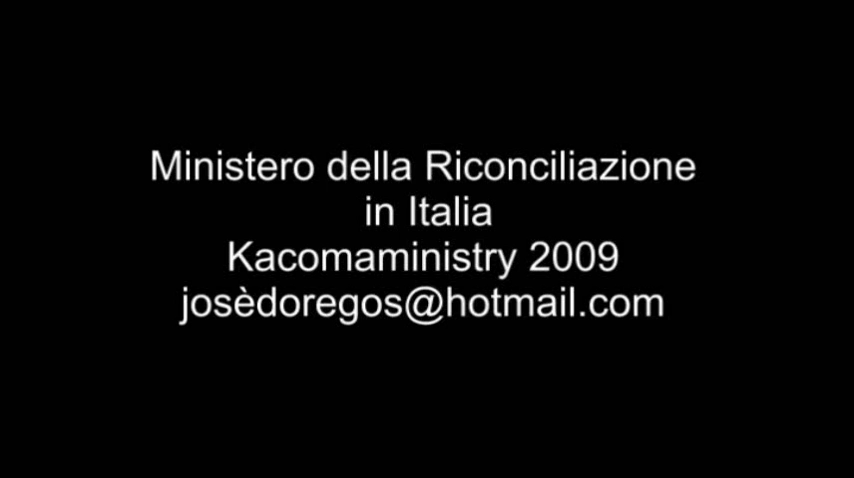 Ministero della Riconciliazione
in Italia
Kacomaministry 2009
josèdoregos@hotmail.com